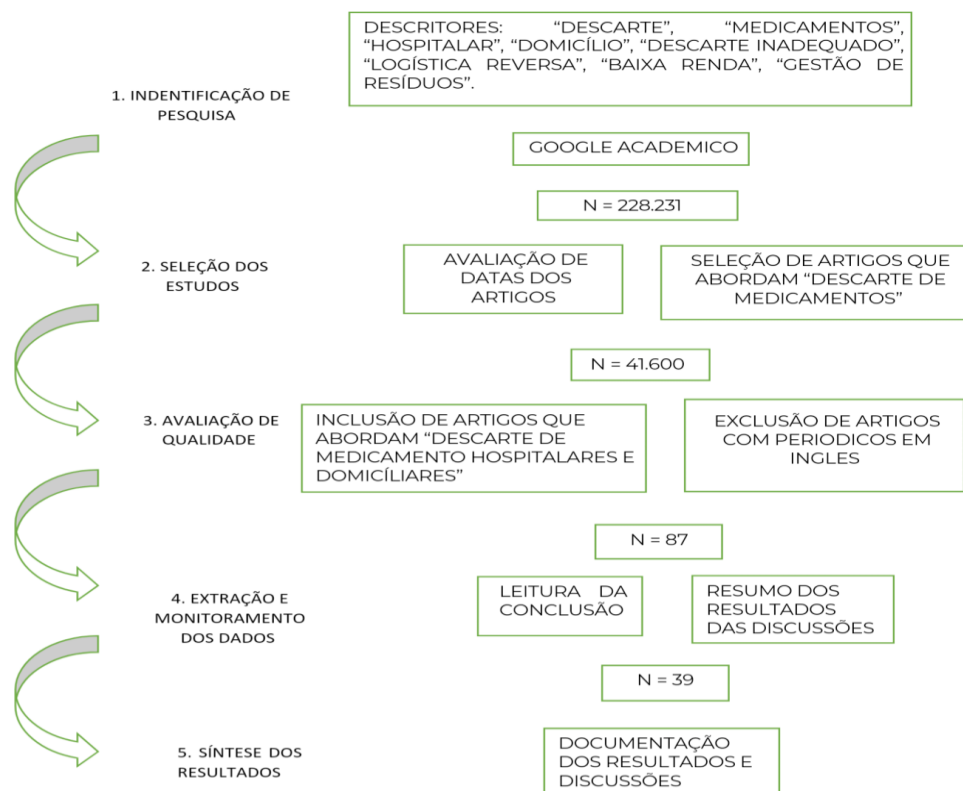 DESCRITORES: “DESCARTE”, “MEDICAMENTOS”,
“HOSPITALAR”, “DOMICÍLIO”, “DESCARTE INADEQUADO”,
“LOGÍSTICA REVERSA”, “BAIXA RENDA”, “GESTÃO DE
RESÍDUOS”.
1. INDENTIFICAÇÃO DE
PESQUISA
GOOGLE ACADEMICO
N = 228.231
2. SELEÇÃO DOS
ESTUDOS
AVALIAÇÃO DE
DATAS DOS
ARTIGOS
SELEÇÃO DE ARTIGOS QUE
ABORDAM “DESCARTE DE
MEDICAMENTOS”
N = 41.600
3. AVALIAÇÃO DE
QUALIDADE
INCLUSÃO DE ARTIGOS QUE
ABORDAM “DESCARTE DE
MEDICAMENTO HOSPITALARES E
DOMICÍLIARES”
EXCLUSÃO DE ARTIGOS
COM PERIODICOS EM
INGLES
N = 87
4. EXTRAÇÃO E
MONITORAMENTO
DOS DADOS
LEITURA DA
CONCLUSÃO
RESUMO DOS
RESULTADOS
DAS DISCUSSÕES
N = 39
5. SÍNTESE DOS
RESULTADOS
DOCUMENTAÇÃO
DOS RESULTADOS E
DISCUSSÕES